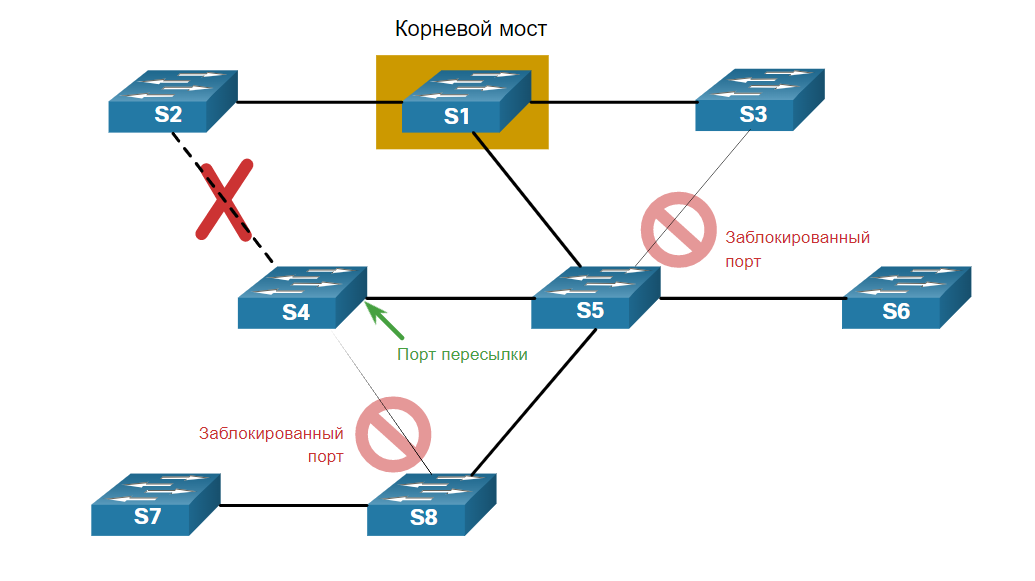 Корневой мост
S2
S1
S3
Заблокированный
порт
S4
S5
S6
Порт пересылки
Заблокированный
порт
S7
S8